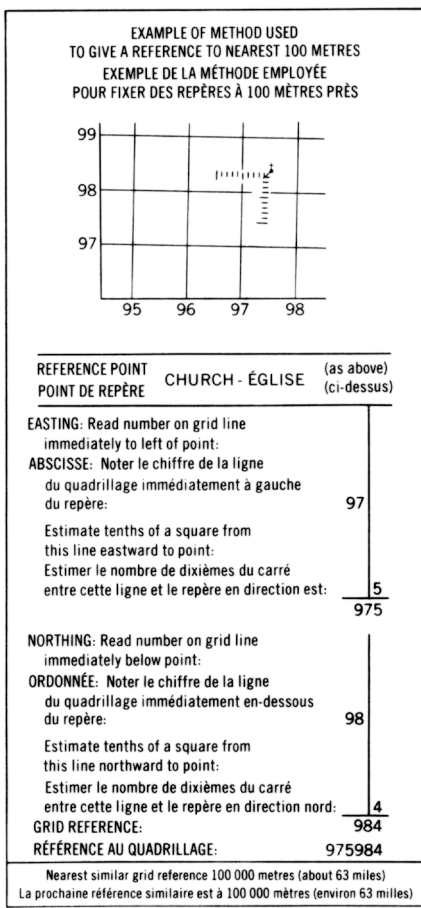 EXAMPLE OF METHOD USED
TO GIVE A REFERENCE TO NEAREST 100 METRES
EXEMPLE DE LA MÉTHODE EMPLOYÉE
POUR FIXER DES REPÈRES À 100 MÈTRES PRÈS
99
98
97
95 96 97 98
REFERENCE POINT
POINT DE REPÈRE
CHURCH - ÉGLISE
(as above)
(ci-dessus)
EASTING: Read number on grid line
immediately to left of point:
ABSCISSE: Noter le chiffre de la ligne
du quadrillage immédiatement à gauche
du repère: 97
Estimate tenths of a square from
this line eastward to point:
Estimer le nombre de dixièmes du carré
entre cette ligne et le repère en direction est: 5
975
NORTHING: Read number on grid line
immediately below point:
ORDONNÉE: Noter le chiffre de la ligne
du quadrillage immédiatement en-dessous
du repère: 98
Estimate tenths of a square from
this line northward to point:
Estimer le nombre de dixièmes du carré
entre cette ligne et le repère en direction nord: 4
GRID REFERENCE: 984
RÉFÉRENCE AU QUADRILLAGE: 975984
Nearest similar grid reference 100 000 metres (about 63 miles)
La prochaine référence similaire est à 100 000 mètres (environ 63 milles)